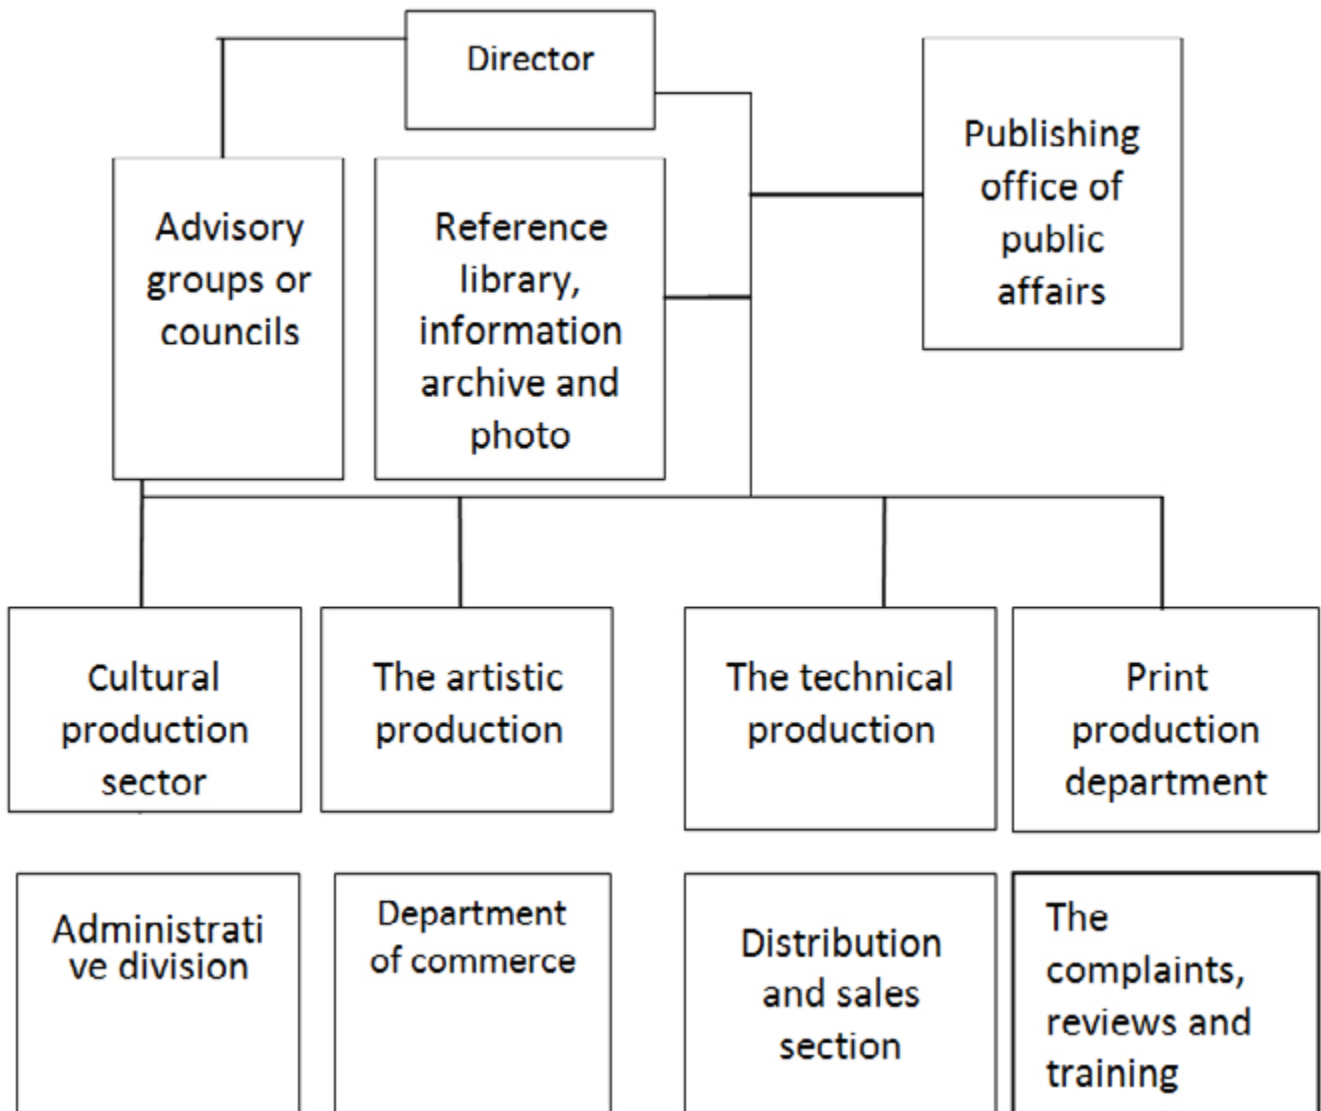 Director
Publishing
office of
public
affairs
Advisory
groups or
councils
Reference
library,
information
archive and
photo
Cultural
production
sector
The artistic
production
The technical
production
Print
production
department
Administrati
ve division
Department
of commerce
Distribution
and sales
section
The
complaints,
reviews and
training